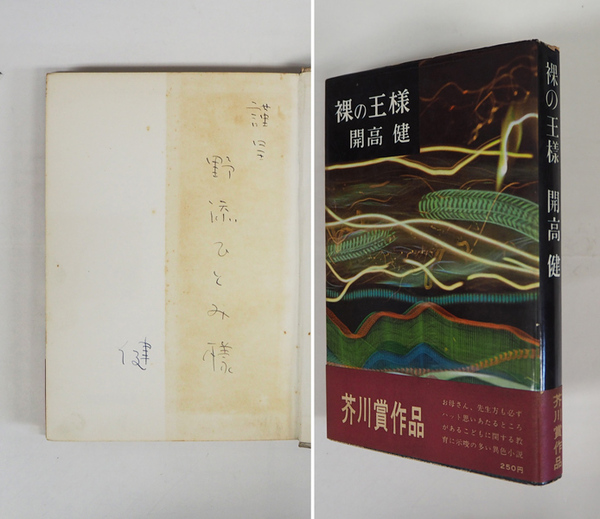 謹呈
野添ひとみ様
健
裸の王様
開高 健
裸の王様 開高 健
芥川賞作品
お母さん、先生方も必ず
ハット思いあたるところ
があるこどもに関する教
育に示唆の多い異色小説
250円
芥川賞作品